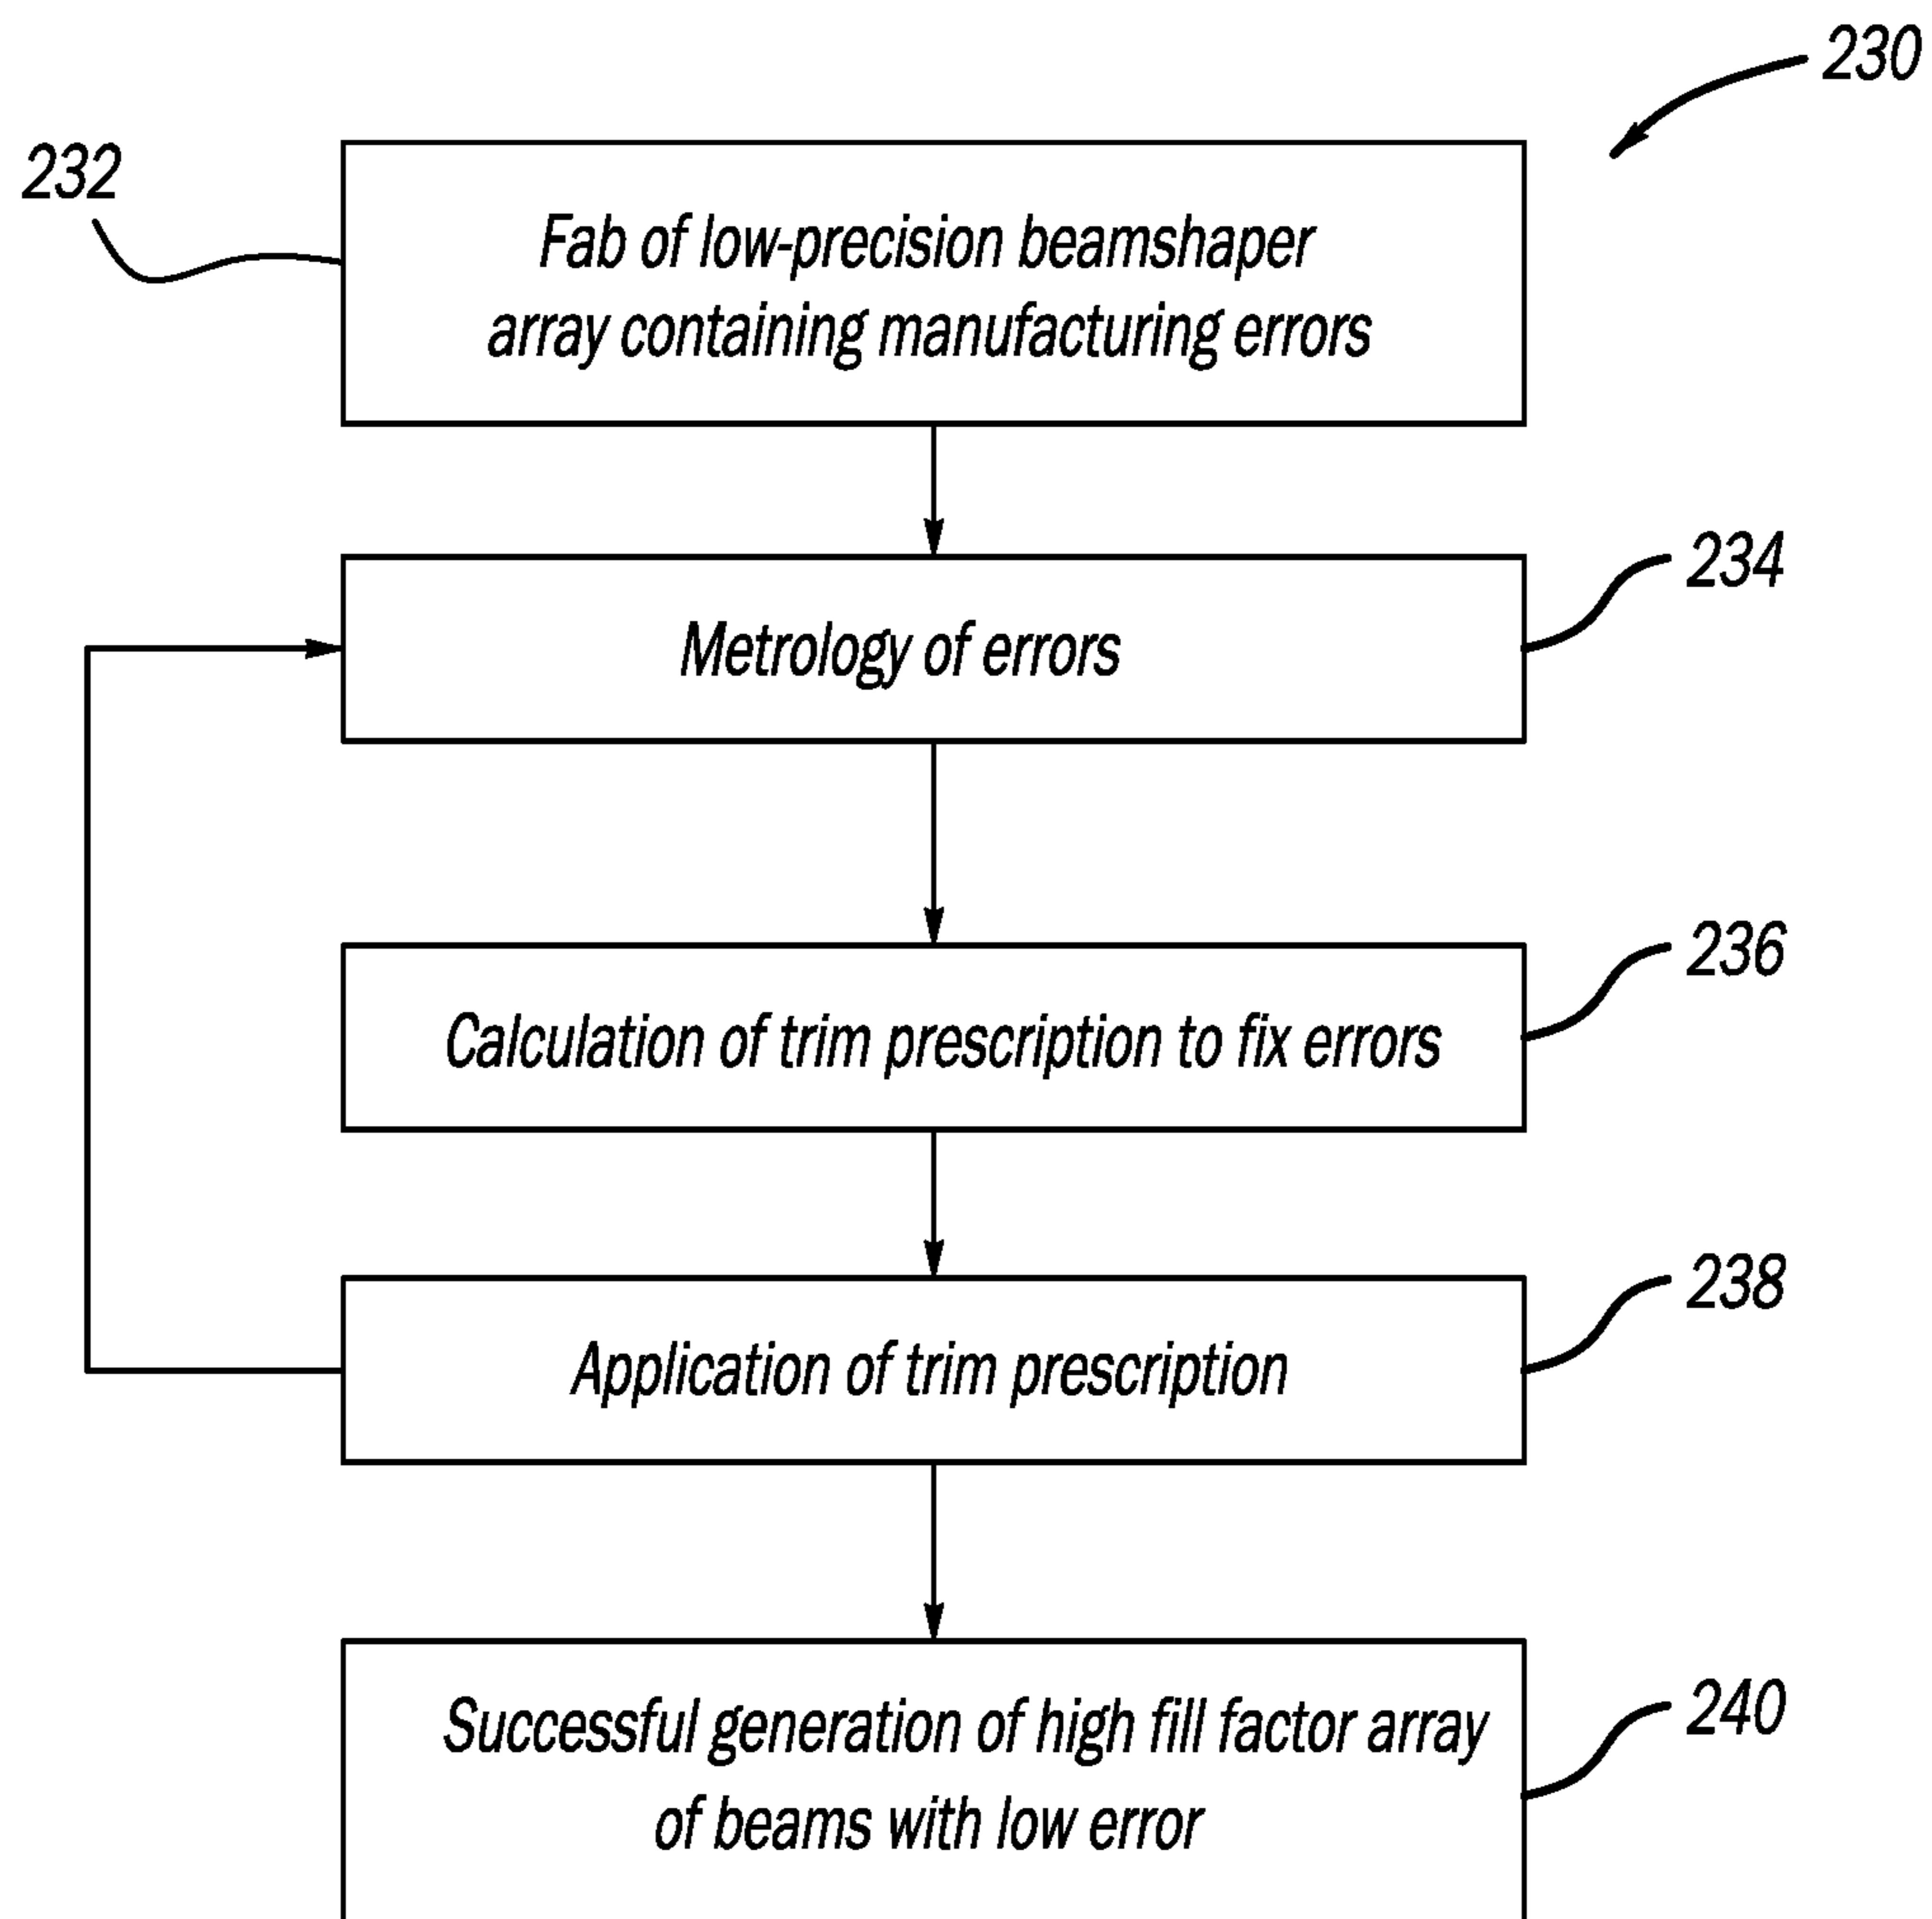 230
232
Fab of low-precision beamshaper
array containing manufacturing errors
234
Metrology of errors
236
Calculation of trim prescription to fix errors
238
Application of trim prescription
240
Successful generation of high fill factor array
of beams with low error